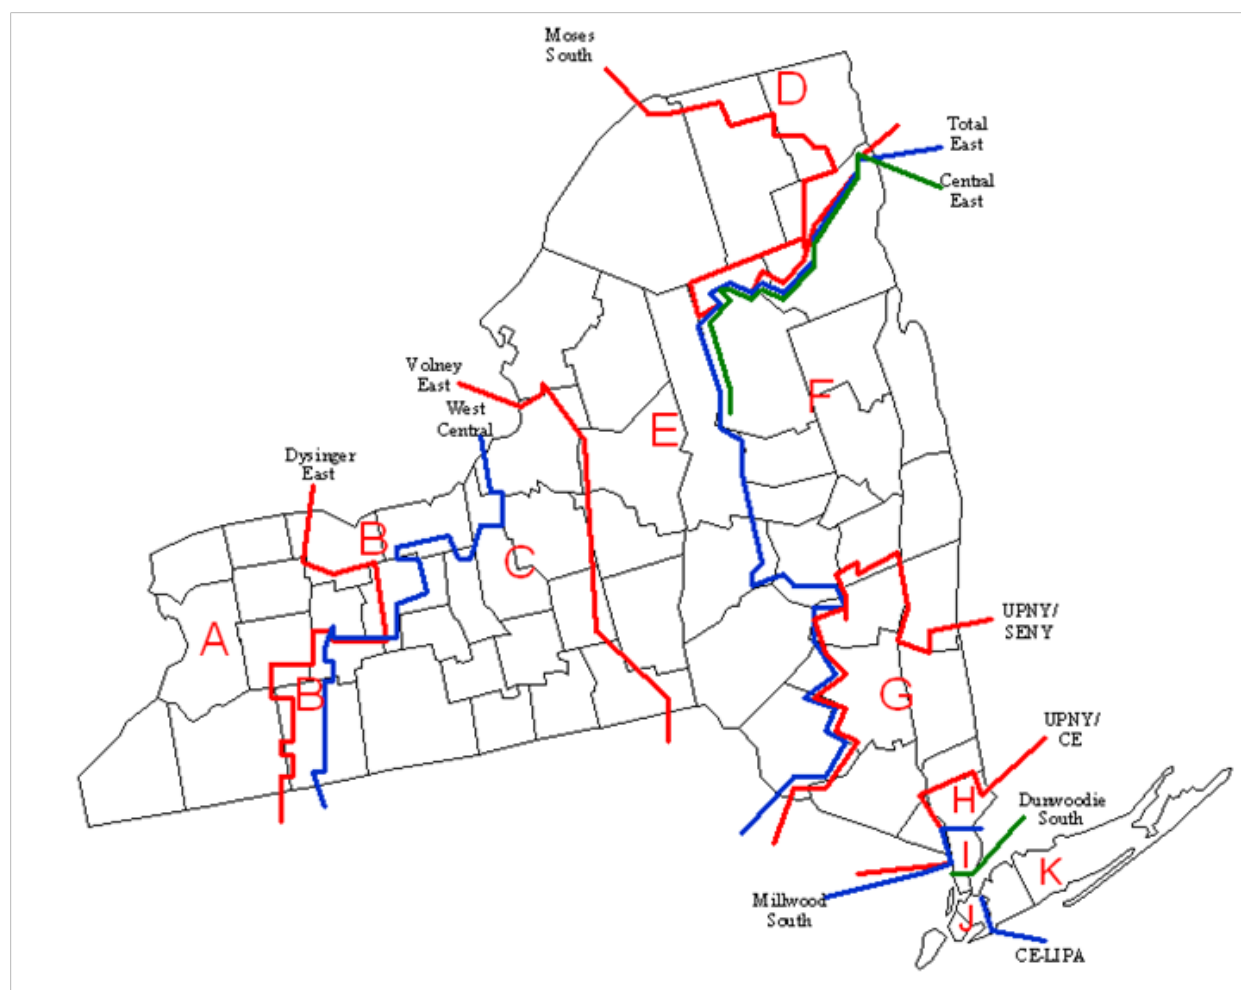 Moses
South
D
Total
East
Central
East
Volney
East
West
Central
F
E
Dysinger
East
B
C
A
UPNY/
SENY
B
G
UPNY/
CE
H
Dunwoodie
South
I
K
Millwood
South
J
CE-LIPA